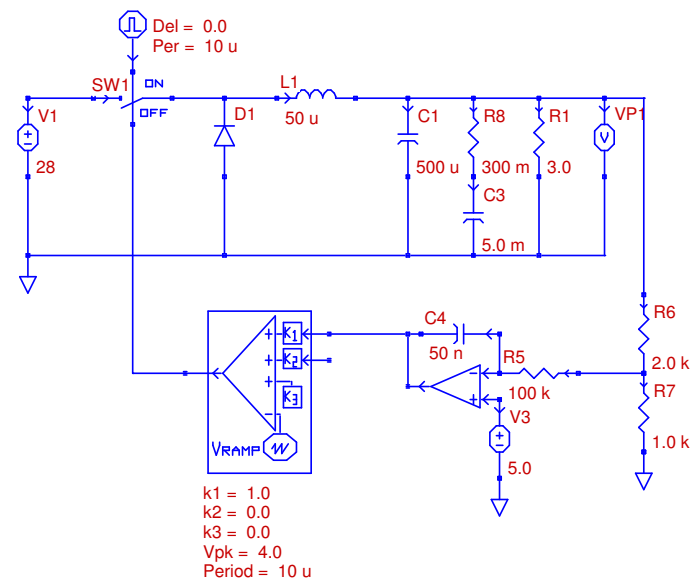 Del = 0.0
Per = 10 u
SW1
ON
OFF
V1
28
D1
L1
50 u
C1
500 u
R8
300 m
C3
5.0 m
R1
3.0
VP1
V
R6
2.0 k
R7
1.0 k
C4
50 n
R5
100 k
V3
5.0
K1
K2
K3
VRAMP
k1 = 1.0
k2 = 0.0
k3 = 0.0
Vpk = 4.0
Period = 10 u